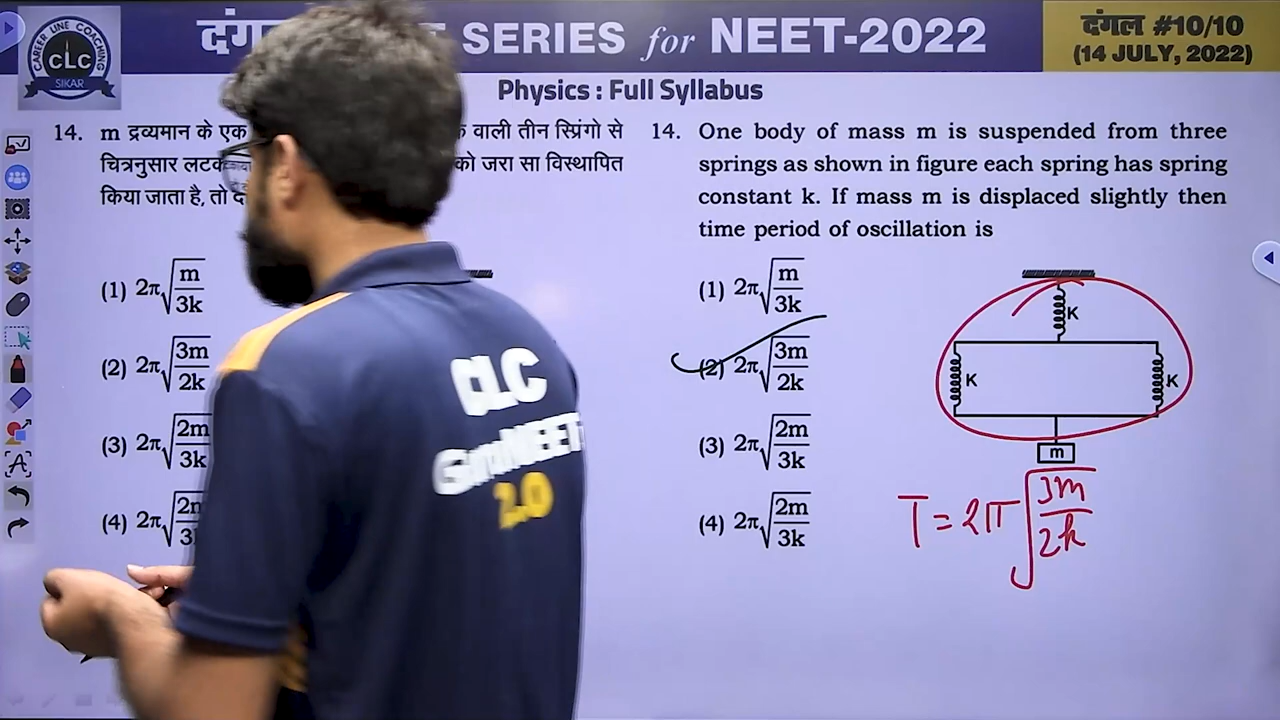 SERIES for NEET-2022
दंगल #10/10
(14 JULY, 2022)
CAREER LINE COACHING
CLC
SIKAR
Physics : Full Syllabus
14. m द्रव्यमान के एक वाली तीन स्प्रिंगो से
चित्रनुसार को जरा सा विस्थापित
किया जाता है, तो
(1) 2π√m/3k
(2) 2π√3m/2k
(3) 2π√2m/3k
(4) 2π√
14. One body of mass m is suspended from three
springs as shown in figure each spring has spring
constant k. If mass m is displaced slightly then
time period of oscillation is
(1) 2π√m/3k
(2) 2π√3m/2k
(3) 2π√2m/3k
(4) 2π√2m/3k
K
K
K
m
T = 2π√3m/2k
CLC
2.0